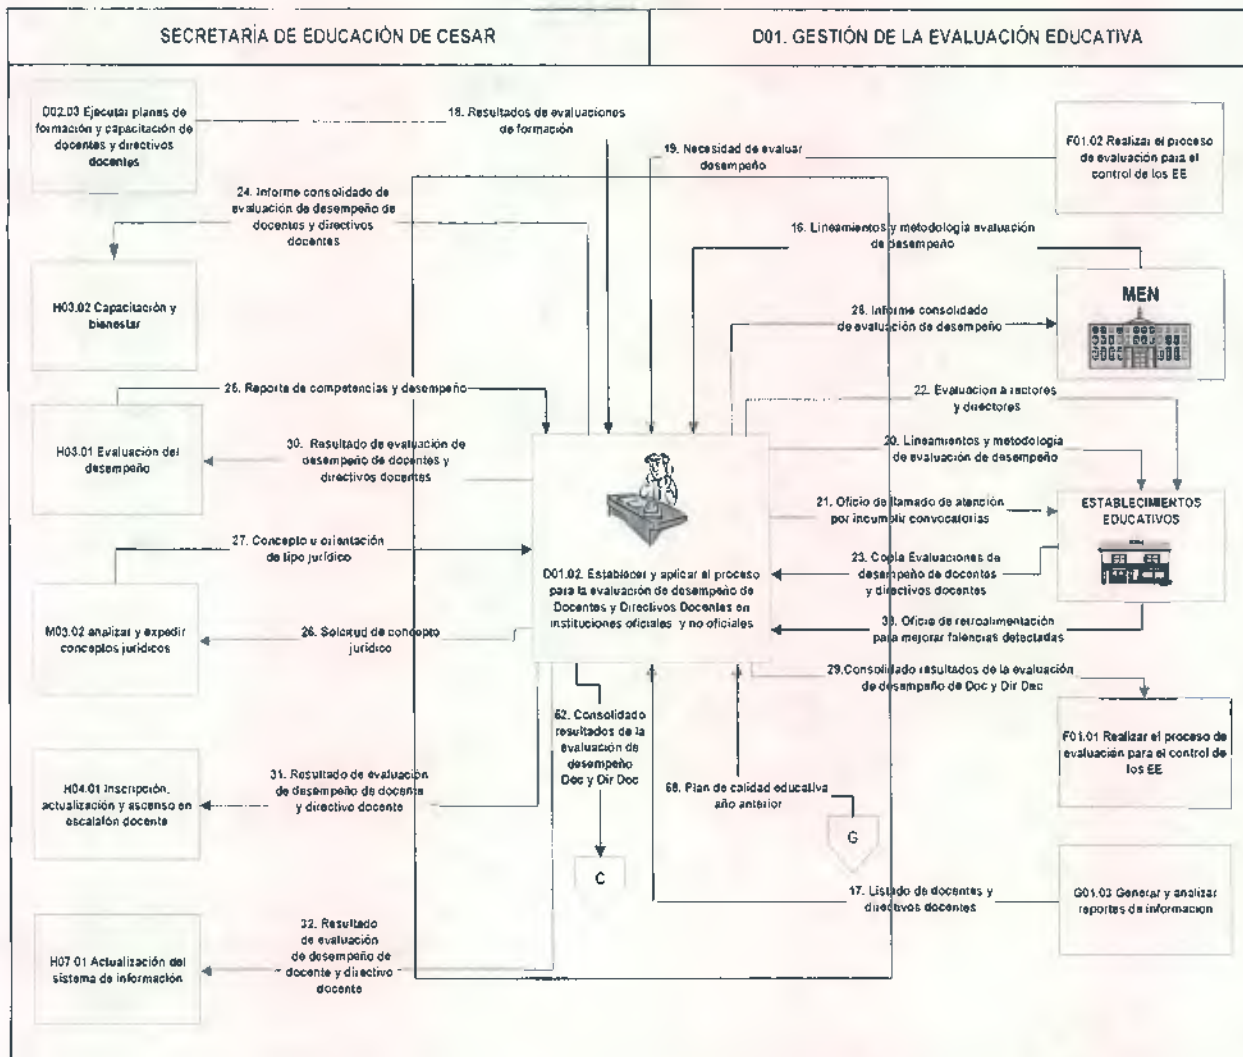 SECRETARÍA DE EDUCACIÓN DE CESAR
D01. GESTIÓN DE LA EVALUACIÓN EDUCATIVA
D02.03 Ejecutar planes de
formación y capacitación de
docentes y directivos
docentes
18. Resultados de evaluaciones
de formación
19. Necesidad de evaluar
desempeño
F01.02 Realizar el proceso
de evaluación para el
control de los EE
24. Informe consolidado de
evaluación de desempeño de
docentes y directivos
docentes
16. Lineamientos y metodología evaluación
de desempeño
H03.02 Capacitación y
bienestar
MEN
28. Informe consolidado
de evaluación de desempeño
25. Reporte de competencias y desempeño
22. Evaluacion a rectores
y directores
H03.01 Evaluación del
desempeño
30. Resultado de evaluación de
desempeño de docentes y
directivos docentes
20. Lineamientos y metodología
de evaluación de desempeño
21. Oficio de llamado de atención
por incumplir convocatorias
ESTABLECIMIENTOS
EDUCATIVOS
27. Concepto u orientación
de tipo jurídico
23. Copia Evaluaciones de
desempeño de docentes
y directivos docentes
D01.02. Establecer y aplicar el proceso
para la evaluación de desempeño de
Docentes y Directivos Docentes en
instituciones oficiales y no oficiales
M03.02 analizar y expedir
conceptos jurídicos
26. Solicitud de concepto
jurídico
33. Oficio de retroalimentación
para mejorar falencias detectadas
29.Consolidado resultados de la evaluación
de desempeño de Doc y Dir Doc
62. Consolidado
resultados de la
evaluación de
desempeño
Doc y Dir Doc
F01.01 Realizar el proceso de
evaluación para el control de
los EE
H04.01 Inscripción,
actualización y ascenso en
escalafón docente
31. Resultado de evaluación
de desempeño de docente
y directivo docente
68. Plan de calidad educativa
año anterior
G
C
17. Listado de docentes y
directivos docentes
G01.03 Generar y analizar
reportes de informacion
32. Resultado
de evaluación
de desempeño de
docente y directivo
docente
H07.01 Actualización del
sistema de información